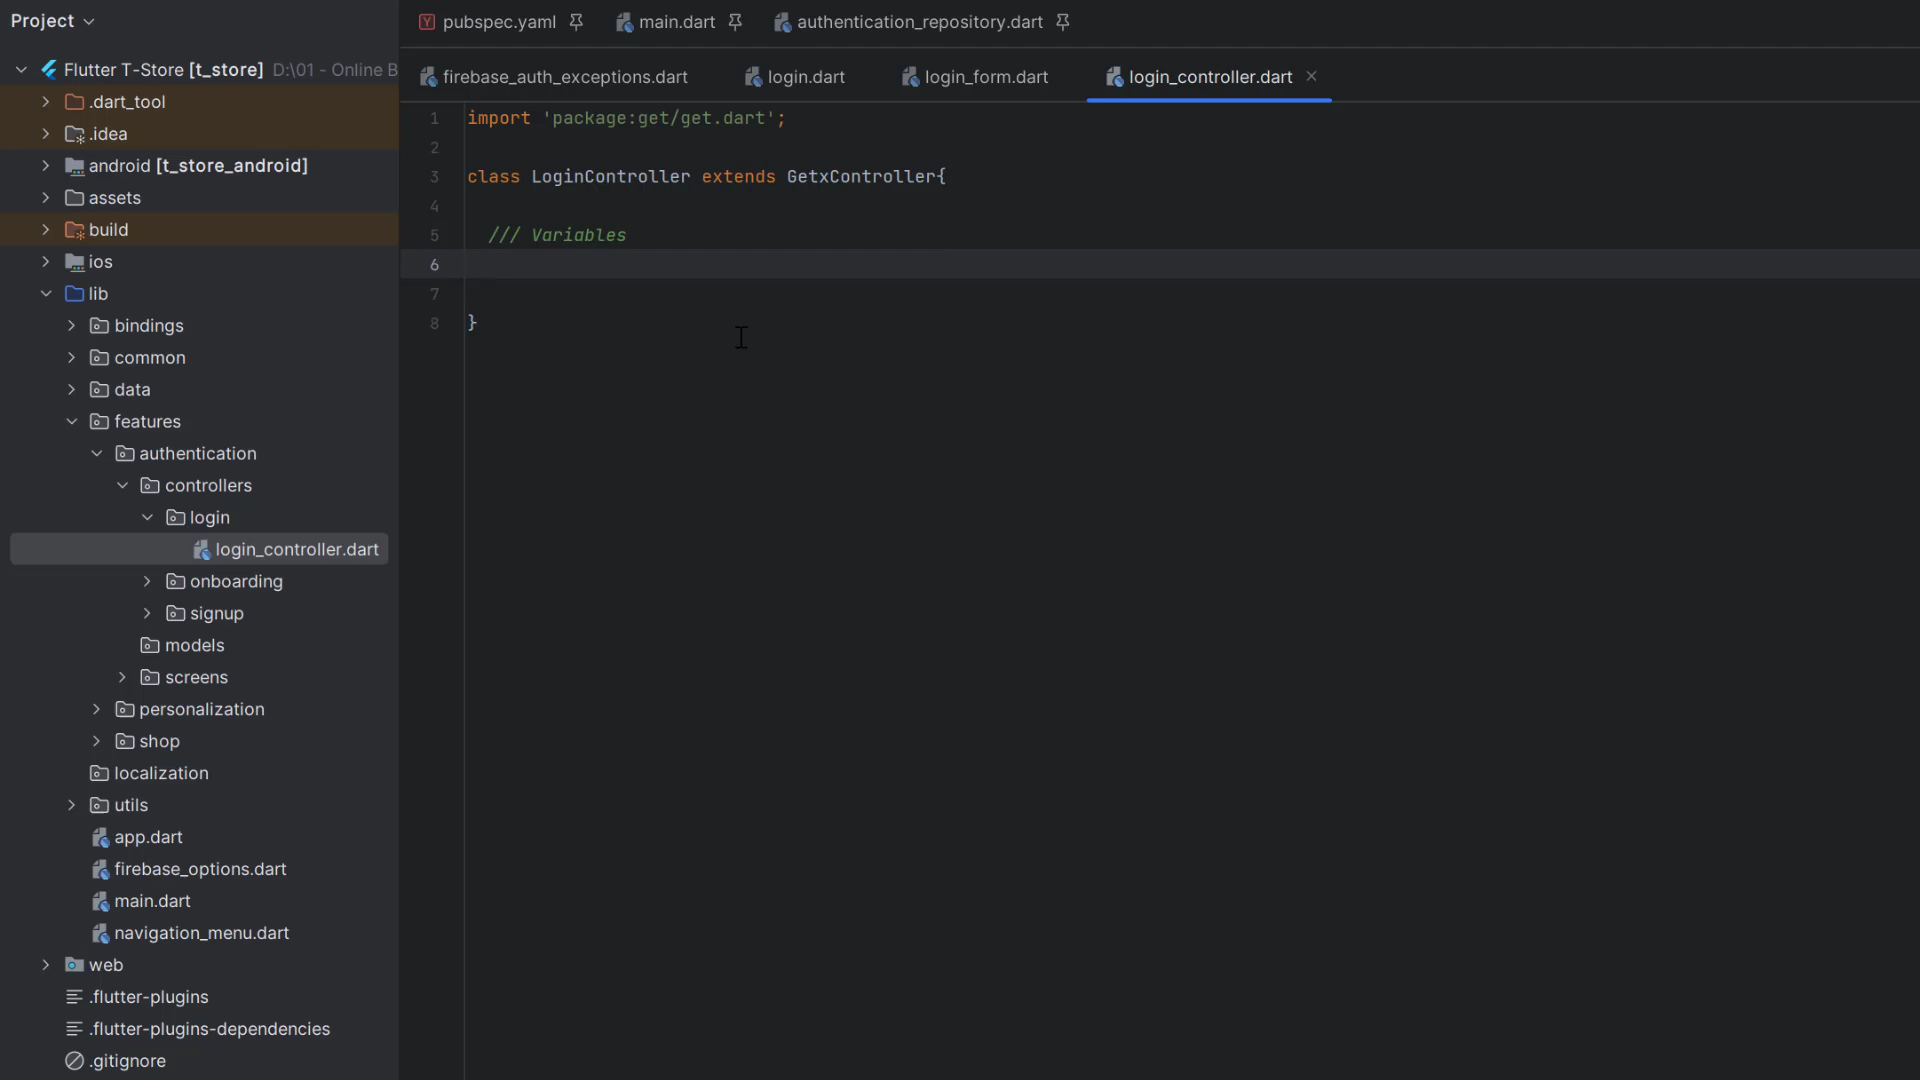 Project
Flutter T-Store [t_store] D:\01 - Online B
.dart_tool
.idea
android [t_store_android]
assets
build
ios
lib
bindings
common
data
features
authentication
controllers
login
login_controller.dart
onboarding
signup
models
screens
personalization
shop
localization
utils
app.dart
firebase_options.dart
main.dart
navigation_menu.dart
web
.flutter-plugins
.flutter-plugins-dependencies
.gitignore
pubspec.yaml main.dart authentication_repository.dart
firebase_auth_exceptions.dart login.dart login_form.dart login_controller.dart
1 import 'package:get/get.dart';
2
3 class LoginController extends GetxController{
4
5 /// Variables
6
7
8 }